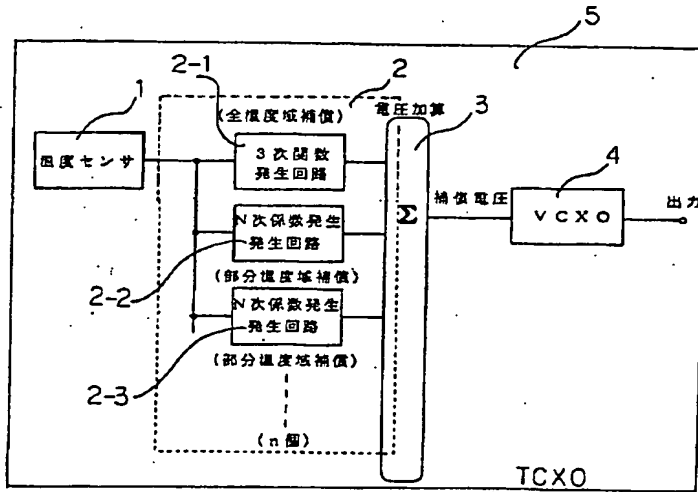 5
2-1
2
1
(全温度域補償)
電圧加算
3
温度センサ
3次関数
発生回路
4
補償電圧
VCXO
出力
Σ
N次係数発生
発生回路
2-2
(部分温度域補償)
N次係数発生
発生回路
2-3
(部分温度域補償)
(n個)
TCXO